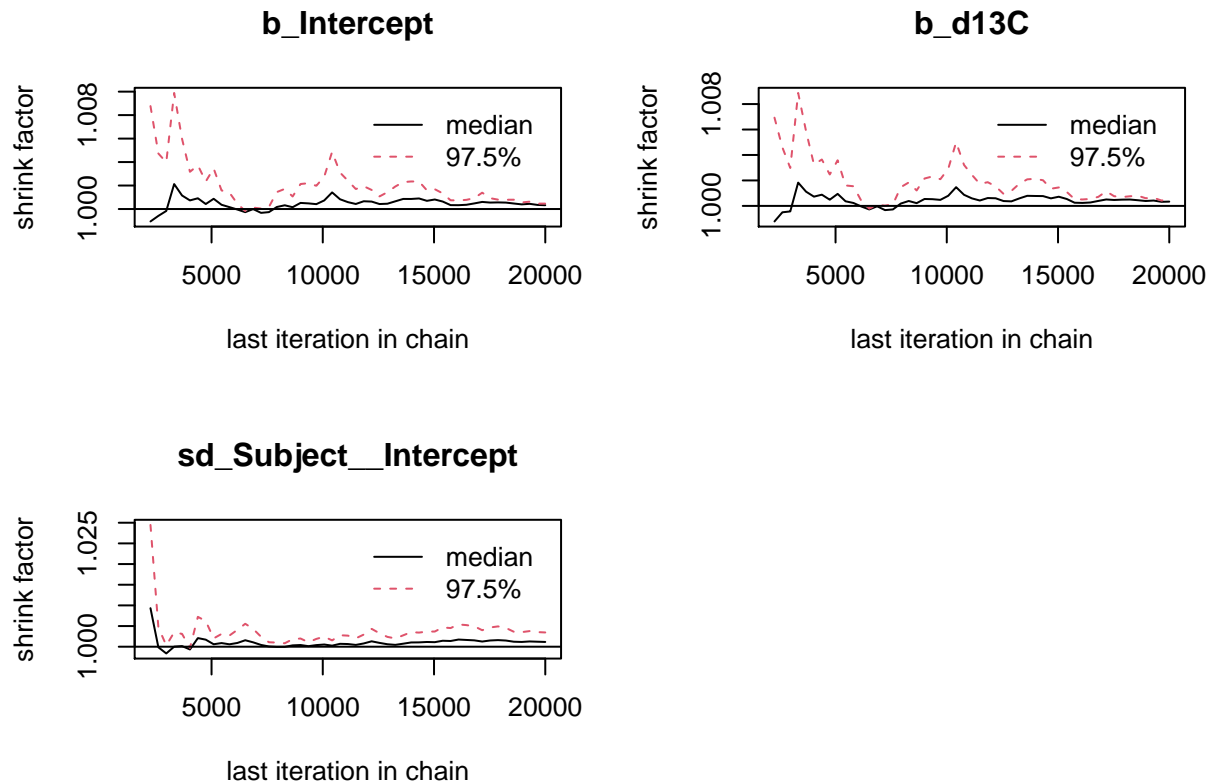 b_Intercept
shrink factor
1.000
1.008
median
97.5%
5000 10000 15000 20000
last iteration in chain
b_d13C
shrink factor
1.000
1.008
median
97.5%
5000 10000 15000 20000
last iteration in chain
sd_Subject__Intercept
shrink factor
1.000
1.025
median
97.5%
5000 10000 15000 20000
last iteration in chain